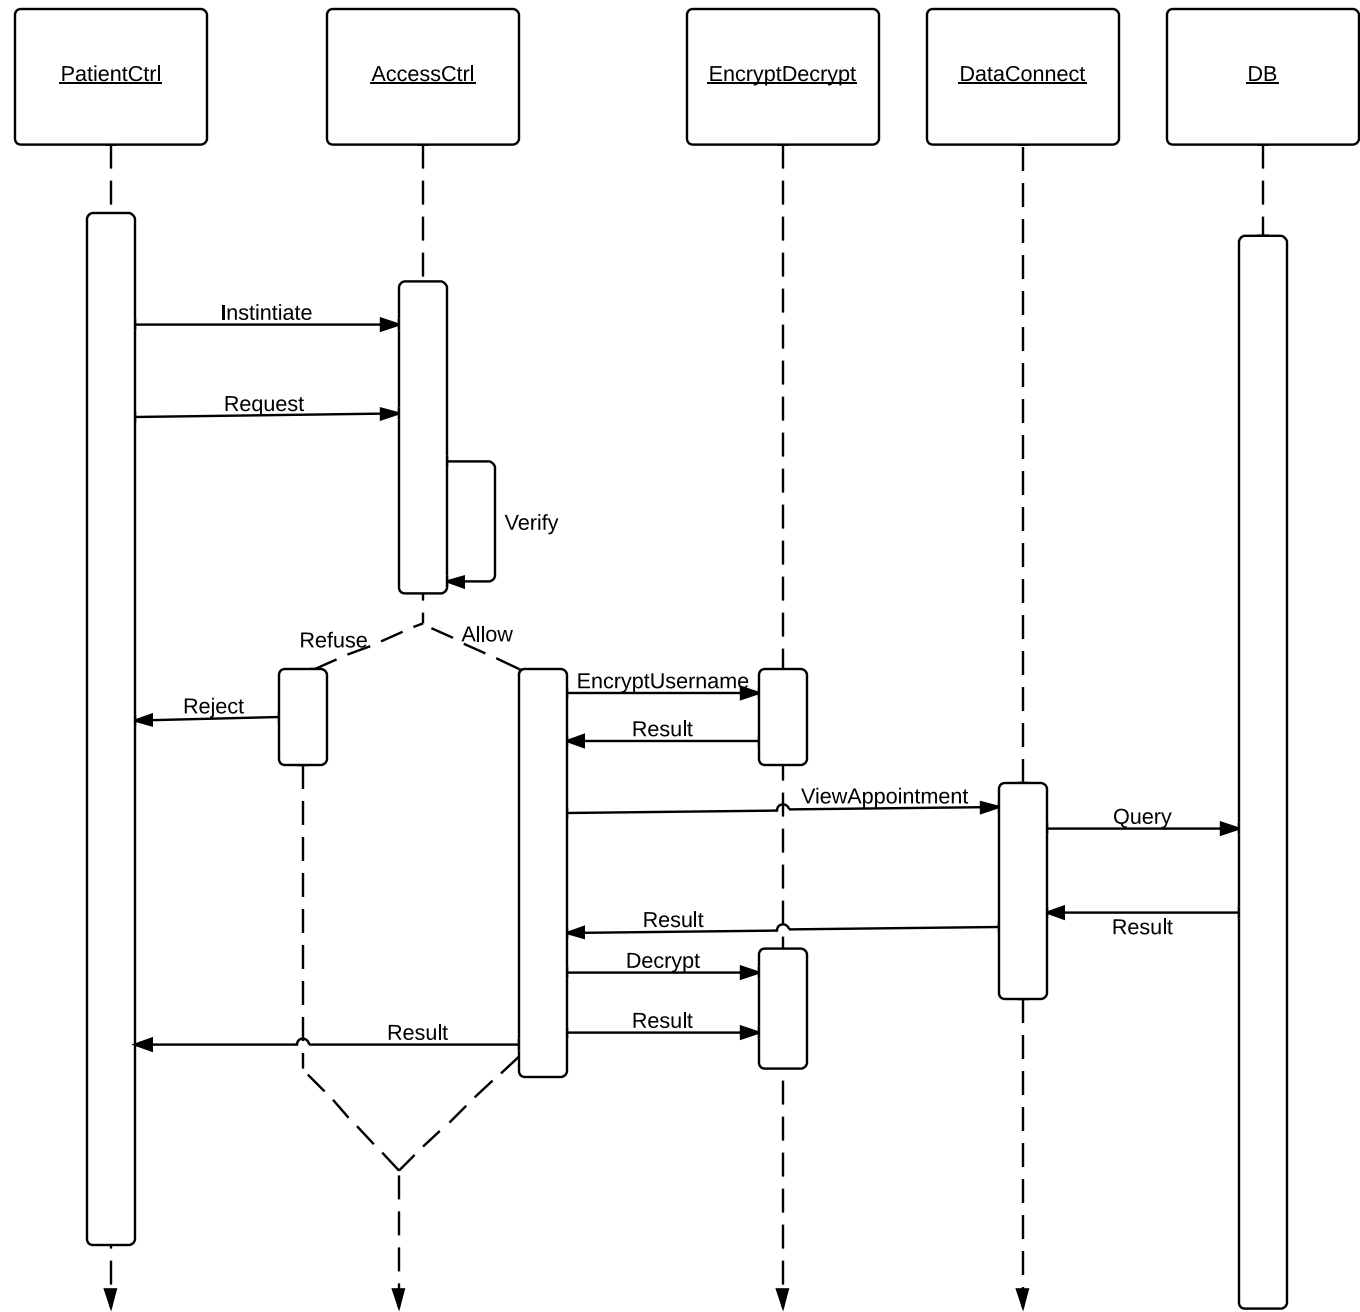 PatientCtrl
AccessCtrl
EncryptDecrypt
DataConnect
DB
Instintiate
Request
Verify
Refuse
Allow
EncryptUsername
Reject
Result
ViewAppointment
Query
Result
Result
Decrypt
Result
Result